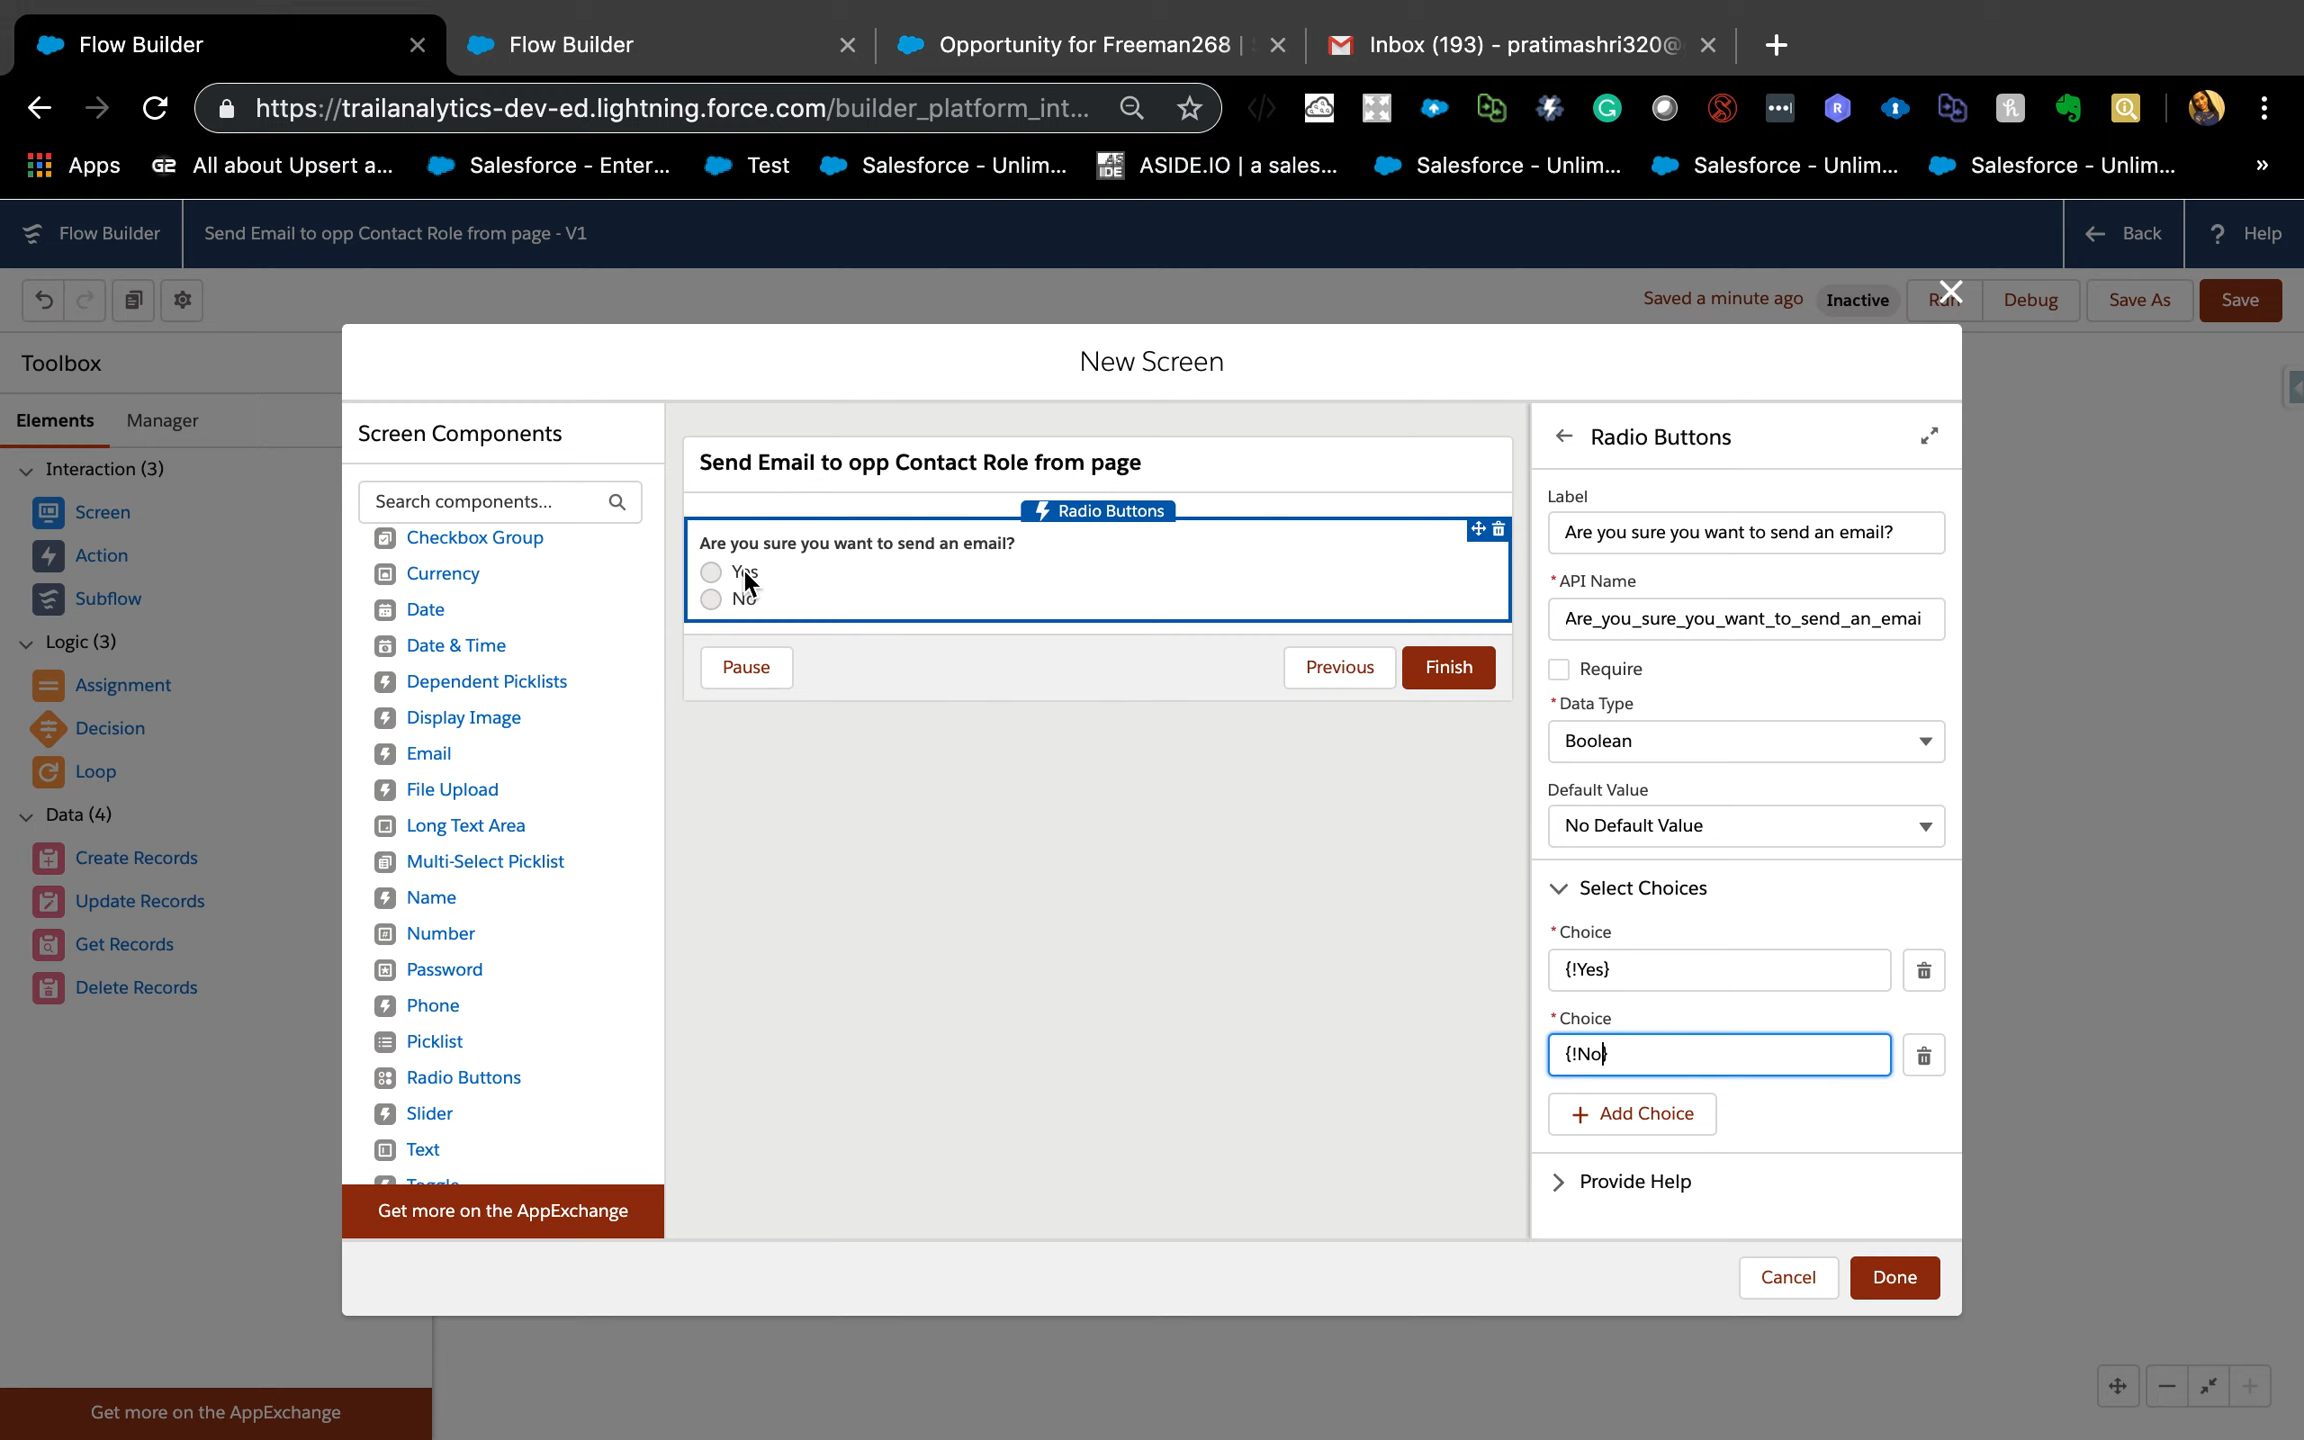 Flow Builder
Flow Builder
Opportunity for Freeman268 |
Inbox (193) - pratimashri320@
https://trailanalytics-dev-ed.lightning.force.com/builder_platform_int...
Apps
All about Upsert a...
Salesforce - Enter...
Test
Salesforce - Unlim...
ASIDE.IO | a sales...
Salesforce - Unlim...
Salesforce - Unlim...
Salesforce - Unlim...
»
Flow Builder
Send Email to opp Contact Role from page - V1
Back
? Help
Saved a minute ago
Inactive
Run
Debug
Save As
Save
Toolbox
Elements
Manager
Interaction (3)
Screen
Action
Subflow
Logic (3)
Assignment
Decision
Loop
Data (4)
Create Records
Update Records
Get Records
Delete Records
Get more on the AppExchange
New Screen
Screen Components
Search components...
Checkbox Group
Currency
Date
Date & Time
Dependent Picklists
Display Image
Email
File Upload
Long Text Area
Multi-Select Picklist
Name
Number
Password
Phone
Picklist
Radio Buttons
Slider
Text
Toggle
Get more on the AppExchange
Send Email to opp Contact Role from page
Radio Buttons
Are you sure you want to send an email?
Yes
No
Pause
Previous
Finish
Radio Buttons
Label
Are you sure you want to send an email?
* API Name
Are_you_sure_you_want_to_send_an_emai
Require
* Data Type
Boolean
Default Value
No Default Value
Select Choices
* Choice
{!Yes}
* Choice
{!No}
+ Add Choice
Provide Help
Cancel
Done